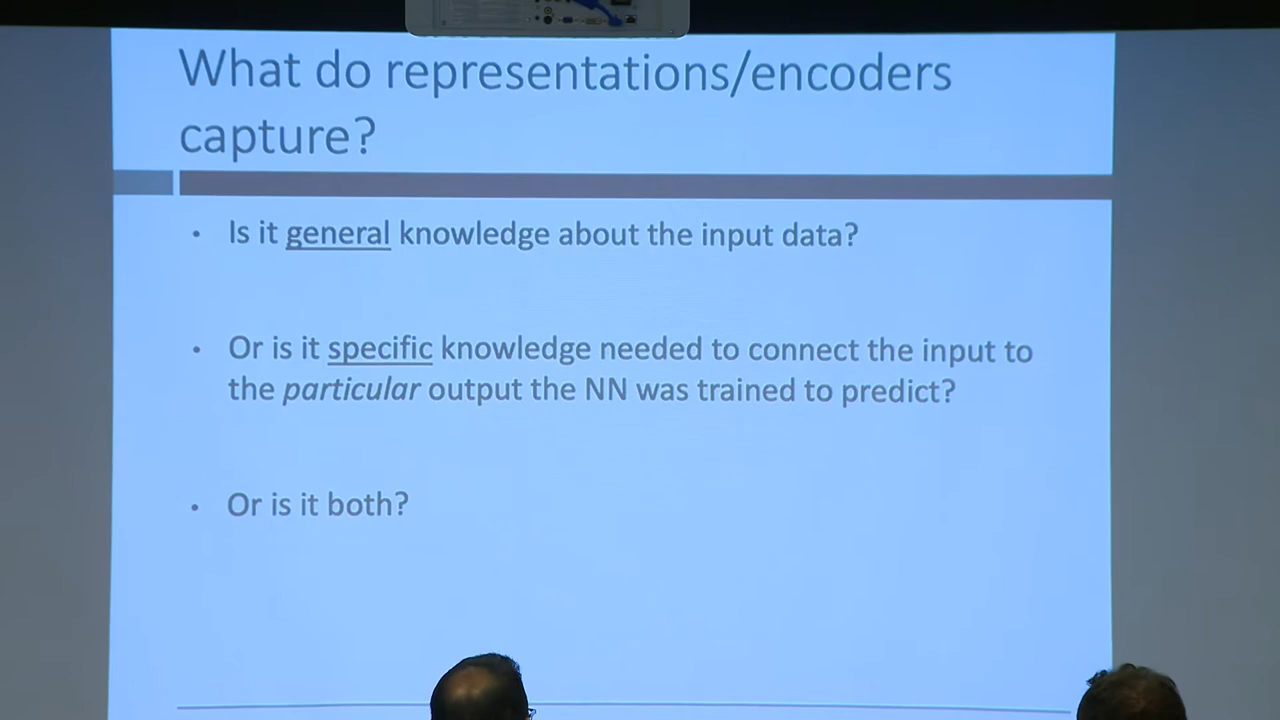 What do representations/encoders
capture?
• Is it general knowledge about the input data?
• Or is it specific knowledge needed to connect the input to
the particular output the NN was trained to predict?
• Or is it both?